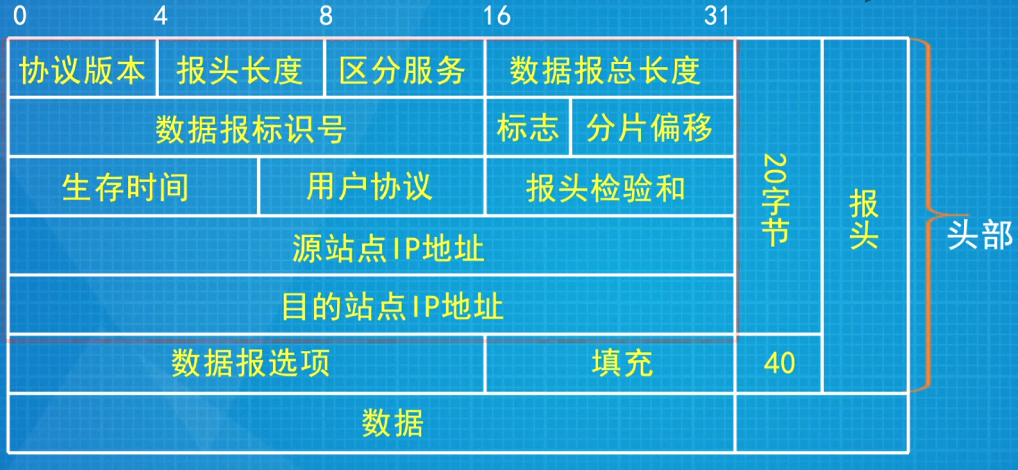 0 4 8 16 31
协议版本 报头长度 区分服务 数据报总长度
数据报标识号 标志 分片偏移
生存时间 用户协议 报头检验和
源站点IP地址
目的站点IP地址
20字节
报头
头部
数据报选项 填充 40
数据